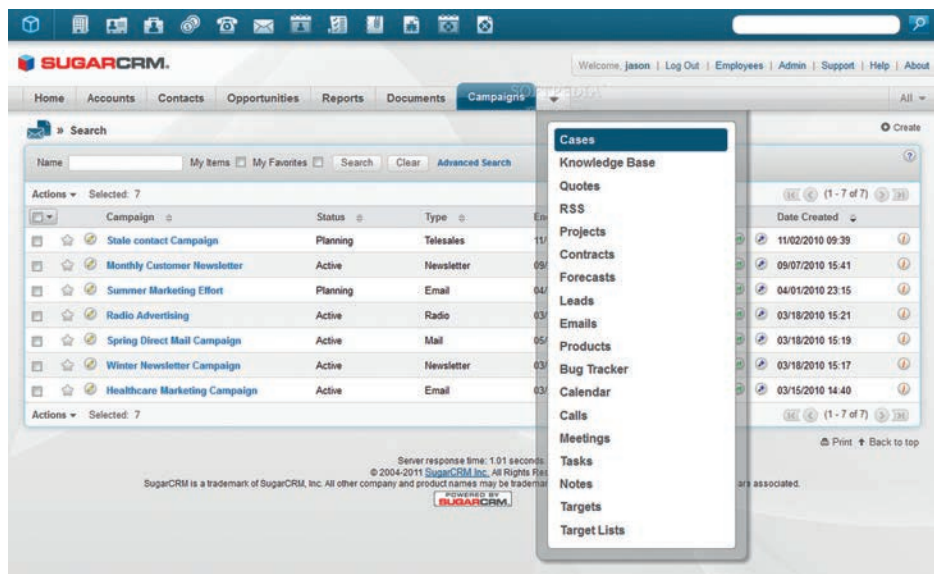 SUGARCRM.
Welcome, jason | Log Out | Employees | Admin | Support | Help | About
Home Accounts Contacts Opportunities Reports Documents Campaigns All
SOFTPEDIA
» Search Create
Name My Items My Favorites Search Clear Advanced Search
Actions Selected: 7 (1 - 7 of 7)
Campaign Status Type Date Created
Stale contact Campaign Planning Telesales 11/02/2010 09:39
Monthly Customer Newsletter Active Newsletter 09/07/2010 15:41
Summer Marketing Effort Planning Email 04/01/2010 23:15
Radio Advertising Active Radio 03/18/2010 15:21
Spring Direct Mail Campaign Active Mail 03/18/2010 15:19
Winter Newsletter Campaign Active Newsletter 03/18/2010 15:17
Healthcare Marketing Campaign Active Email 03/15/2010 14:40
Actions Selected: 7 (1 - 7 of 7)
Print Back to top
Cases
Knowledge Base
Quotes
RSS
Projects
Contracts
Forecasts
Leads
Emails
Products
Bug Tracker
Calendar
Calls
Meetings
Tasks
Notes
Targets
Target Lists
Server response time: 1.01 seconds.
© 2004-2011 SugarCRM Inc. All Rights
SugarCRM is a trademark of SugarCRM, Inc. All other company and product names may be are associated.
POWERED BY
SUGARCRM.